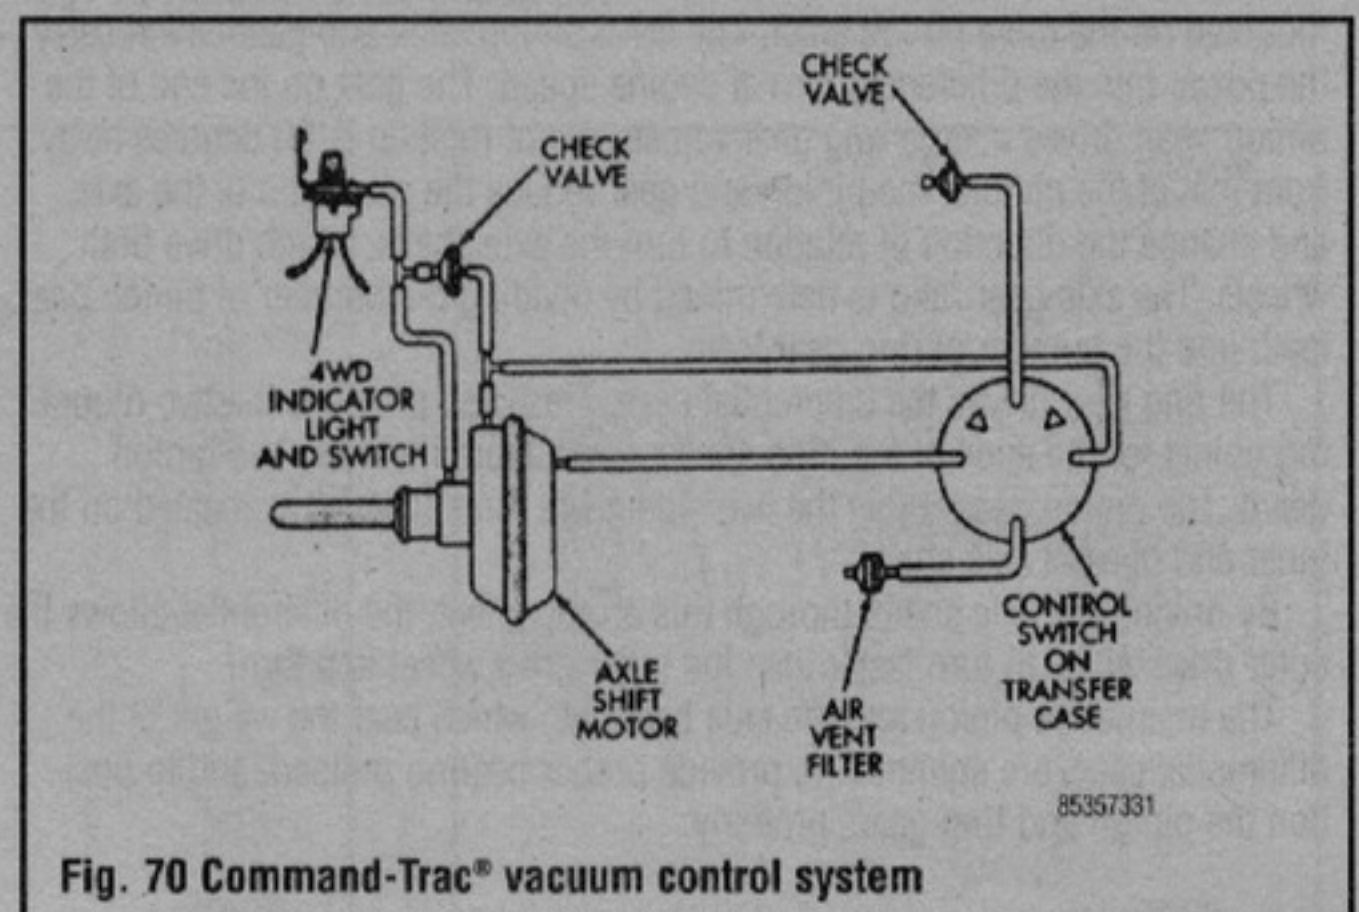 CHECK
VALVE
CHECK
VALVE
4WD
INDICATOR
LIGHT
AND SWITCH
AXLE
SHIFT
MOTOR
AIR
VENT
FILTER
CONTROL
SWITCH
ON
TRANSFER
CASE
85357331
Fig. 70 Command-Trac® vacuum control system